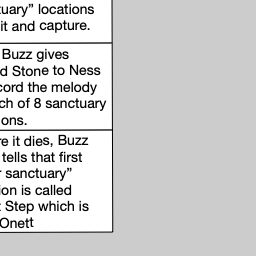 tuary” locations
it and capture.
Buzz gives
d Stone to Ness
cord the melody
ch of 8 sanctuary
ons.
e it dies, Buzz
tells that first
r sanctuary”
ion is called
t Step which is
Onett